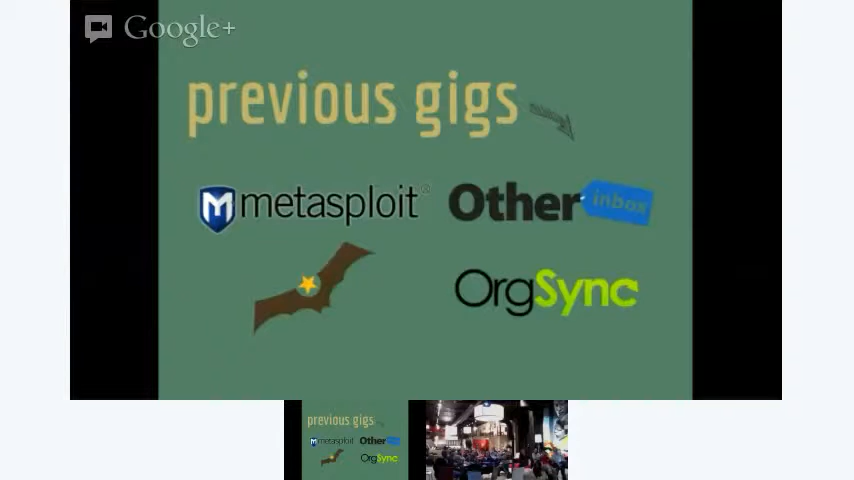 Google+
previous gigs
metasploit®
Other inbox
OrgSync
previous gigs
metasploit Other
OrgSync